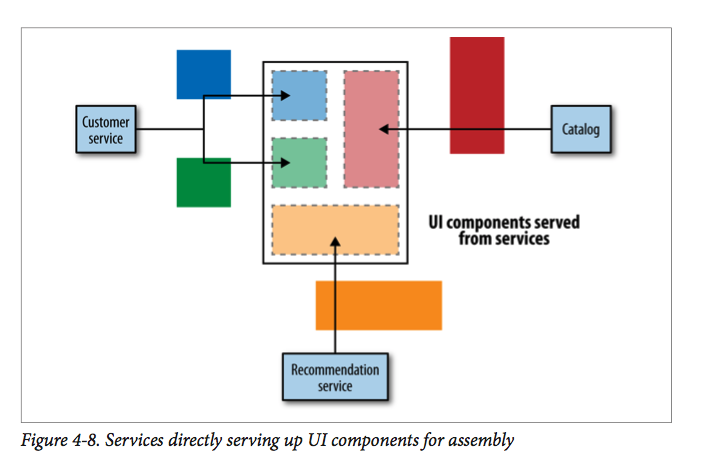 Customer
service
Catalog
UI components served
from services
Recommendation
service
Figure 4-8. Services directly serving up UI components for assembly